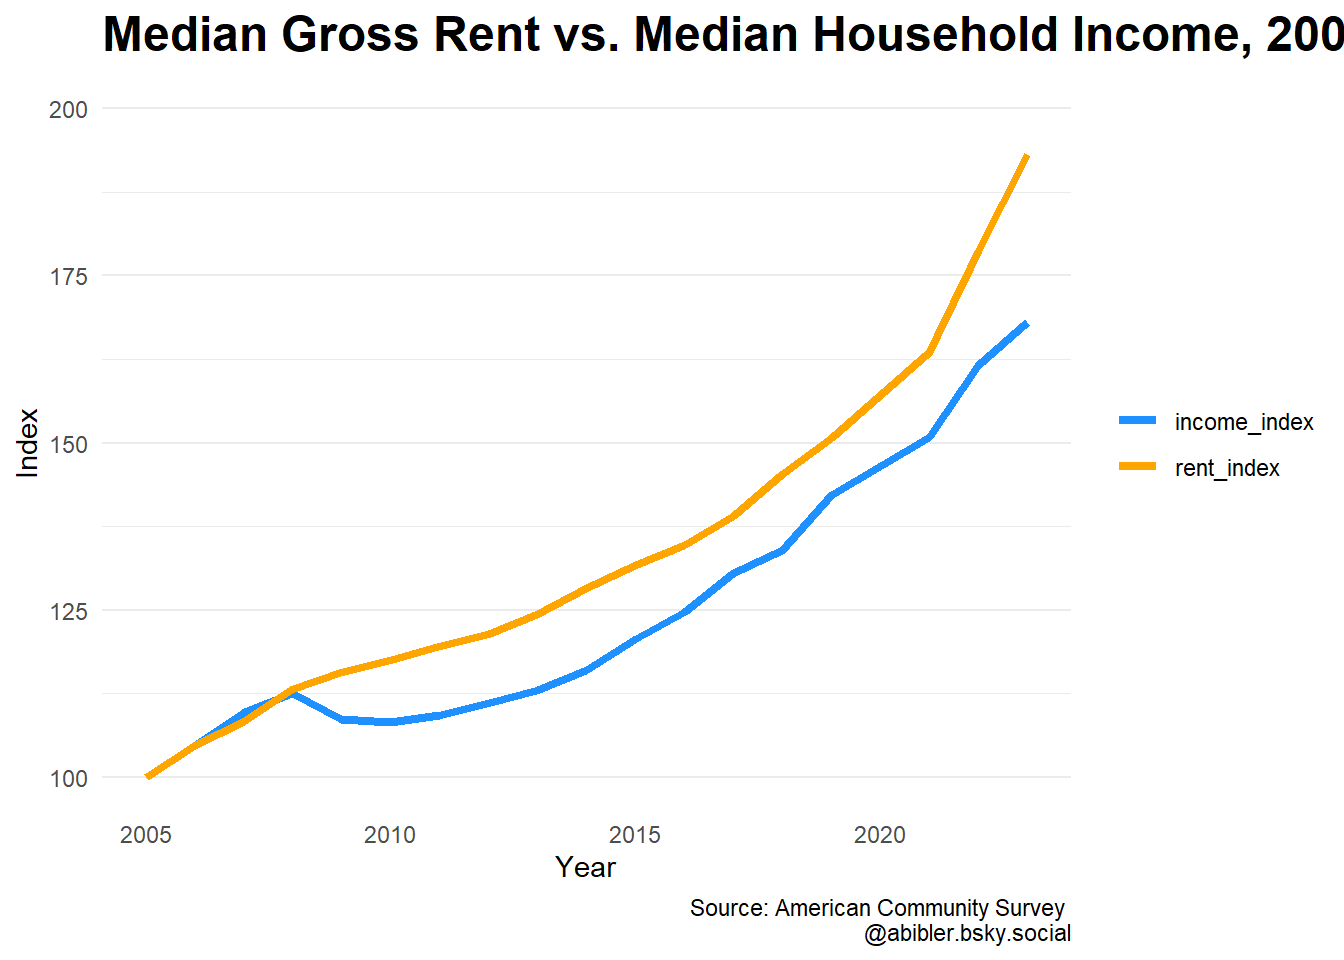 Median Gross Rent vs. Median Household Income, 200
200
175
150
125
100
Index
2005 2010 2015 2020
Year
income_index
rent_index
Source: American Community Survey
@abibler.bsky.social